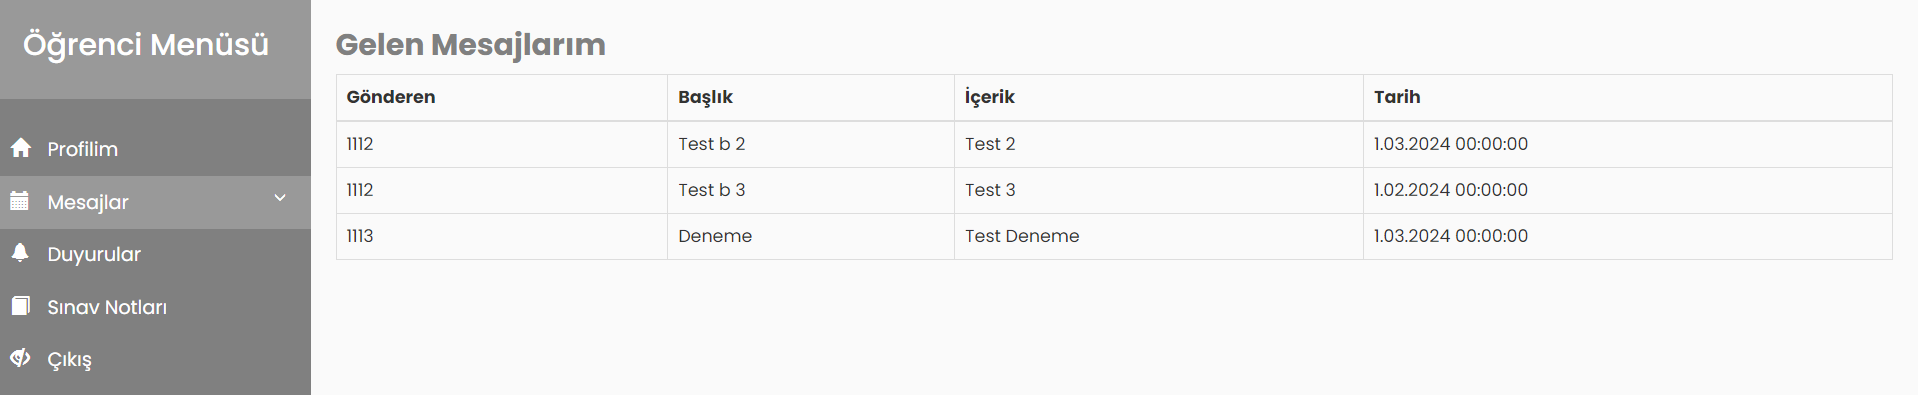 Öğrenci Menüsü
Profilim
Mesajlar
Duyurular
Sınav Notları
Çıkış
Gelen Mesajlarım
Gönderen Başlık İçerik Tarih
1112 Test b 2 Test 2 1.03.2024 00:00:00
1112 Test b 3 Test 3 1.02.2024 00:00:00
1113 Deneme Test Deneme 1.03.2024 00:00:00